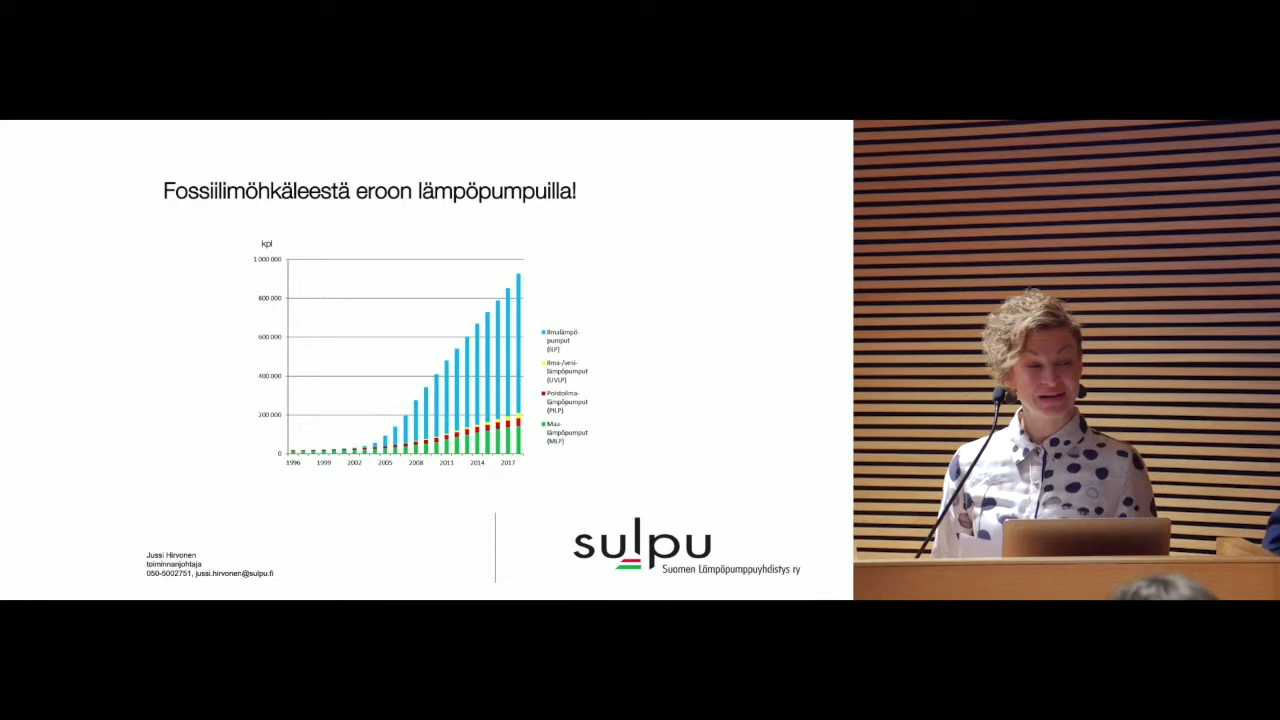 Fossiilimöhkäleestä eroon lämpöpumpuilla!
kpl
1 000 000
800 000
600 000
400 000
200 000
0
1996 1999 2002 2005 2008 2011 2014 2017
Ilmalämpö-
pumput
(ILP)
Ilma-/vesi-
lämpöpumput
(UVLP)
Poistoilma-
lämpöpumput
(PILP)
Maa-
lämpöpumput
(MLP)
Jussi Hirvonen
toiminnanjohtaja
050-5002751, jussi.hirvonen@sulpu.fi
sulpu
Suomen Lämpöpumppuyhdistys ry